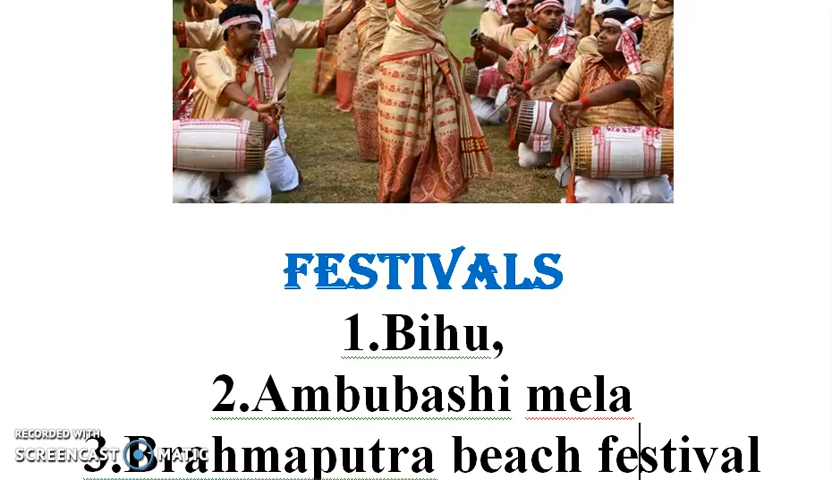 FESTIVALS
1.Bihu,
2.Ambubashi mela
3.Brahmaputra beach festival
RECORDED WITH
SCREENCAST MATIC